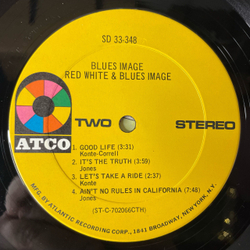 SD 33-348
BLUES IMAGE
RED WHITE & BLUES IMAGE
ATCO
TWO
STEREO
1 GOOD LIFE (3:31)
Konte-Correll
2 IT'S THE TRUTH (3:59)
Jones
3 LET'S TAKE A RIDE (2:37)
Konte
4 AIN'T NO RULES IN CALIFORNIA (7:48)
Jones
(ST-C-702066CTH)
MFG. BY ATLANTIC RECORDING CORP., 1841 BROADWAY, NEW YORK, N.Y.